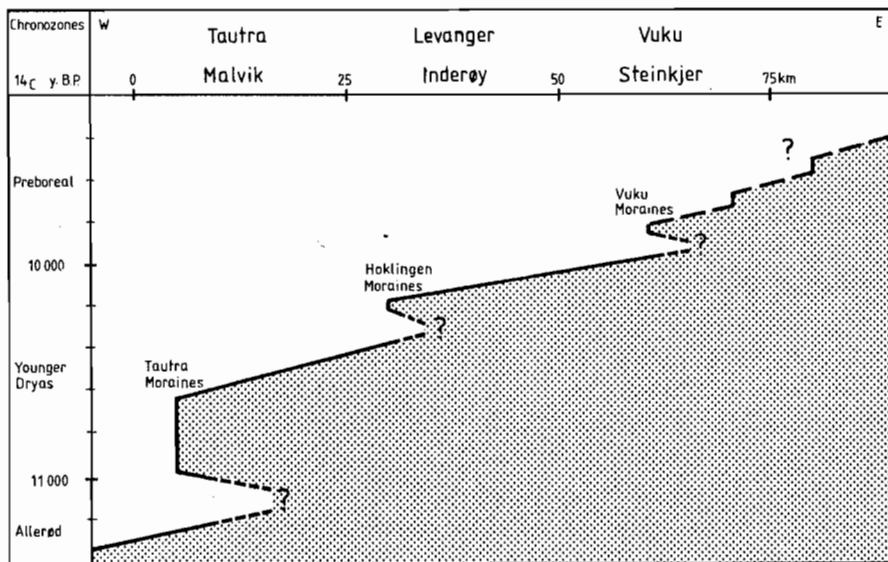 Chronozones W E
Tautra Levanger Vuku
14C y. B.P. Malvik Inderøy Steinkjer
0 25 50 75km
?
Preboreal
Vuku
Moraines
?
10 000
Hoklingen
Moraines
?
Younger
Dryas
Tautra
Moraines
11 000
?
Allerød